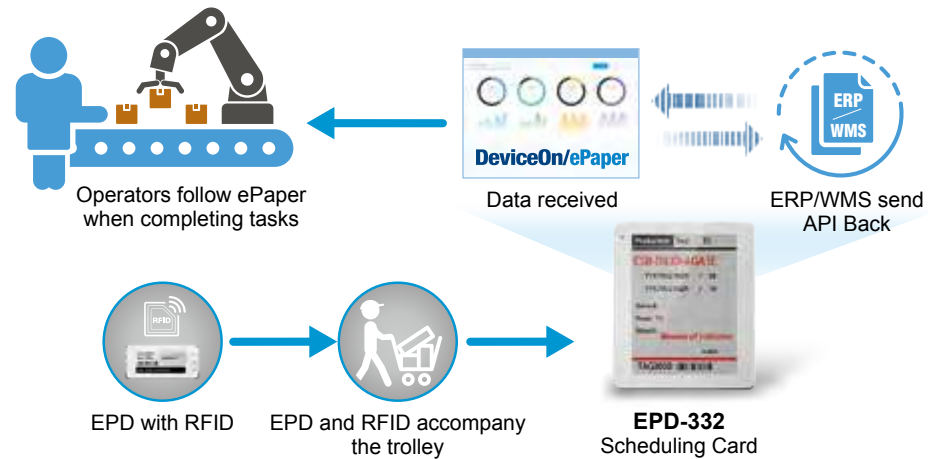 DeviceOn/ePaper
ERP
WMS
Operators follow ePaper
when completing tasks
Data received
ERP/WMS send
API Back
RFID
EPD with RFID
EPD and RFID accompany
the trolley
EPD-332
Scheduling Card